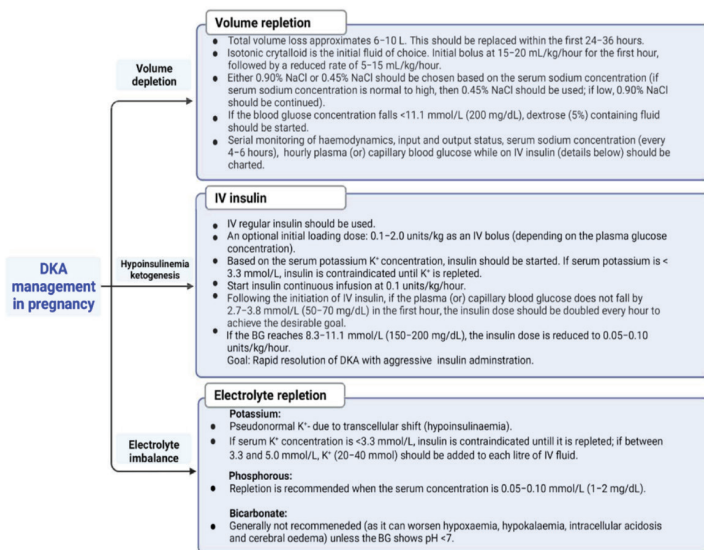 Volume repletion
• Total volume loss approximates 6–10 L. This should be replaced within the first 24–36 hours.
• Isotonic crytalloid is the initial fluid of choice. Initial bolus at 15–20 mL/kg/hour for the first hour,
followed by a reduced rate of 5–15 mL/kg/hour.
• Either 0.90% NaCl or 0.45% NaCl should be chosen based on the serum sodium concentration (if
serum sodium concentration is normal to high, then 0.45% NaCl should be used; if low, 0.90% NaCl
should be continued).
• If the blood gluose concentration falls <11.1 mmol/L (200 mg/dL), dextrose (5%) containing fluid
should be started.
• Serial monitoring of haemodynamics, input and output status, serum sodium concentration (every
4–6 hours), hourly plasma (or) capillary blood glucose while on IV insulin (details below) should be
charted.
Volume
depletion
IV insulin
• IV regular insulin should be used.
• An optional initial loading dose: 0.1–2.0 units/kg as an IV bolus (depending on the plasma glucose
concentration).
• Based on the serum potassium K⁺ concentration, insulin should be started. If serum potassium is <
3.3 mmol/L, insulin is contraindicated until K⁺ is repleted.
• Start insulin continuous infusion at 0.1 units/kg/hour.
• Following the initiation of IV insulin, if the plasma (or) capillary blood glucose does not fall by
2.7–3.8 mmol/L (50–70 mg/dL) in the first hour, the insulin dose should be doubled every hour to
achieve the desirable goal.
• If the BG reaches 8.3–11.1 mmol/L (150–200 mg/dL), the insulin dose is reduced to 0.05–0.10
units/kg/hour.
Goal: Rapid resolution of DKA with aggressive insulin adminstration.
DKA
management
in pregnancy
Hypoinsulinemia
ketogenesis
Electrolyte repletion
Potassium:
• Pseudonormal K⁺- due to transcellular shift (hypoinsulinaemia).
• If serum K⁺ concentration is <3.3 mmol/L, insulin is contraindicated untill it is repleted; if between
3.3 and 5.0 mmol/L, K⁺ (20–40 mmol) should be added to each litre of IV fluid.
Phosphorous:
• Repletion is recommended when the serum concentration is 0.05–0.10 mmol/L (1–2 mg/dL).
Bicarbonate:
• Generally not recommeneded (as it can worsen hypoxaemia, hypokalaemia, intracellular acidosis
and cerebral oedema) unless the BG shows pH <7.
Electrolyte
imbalance